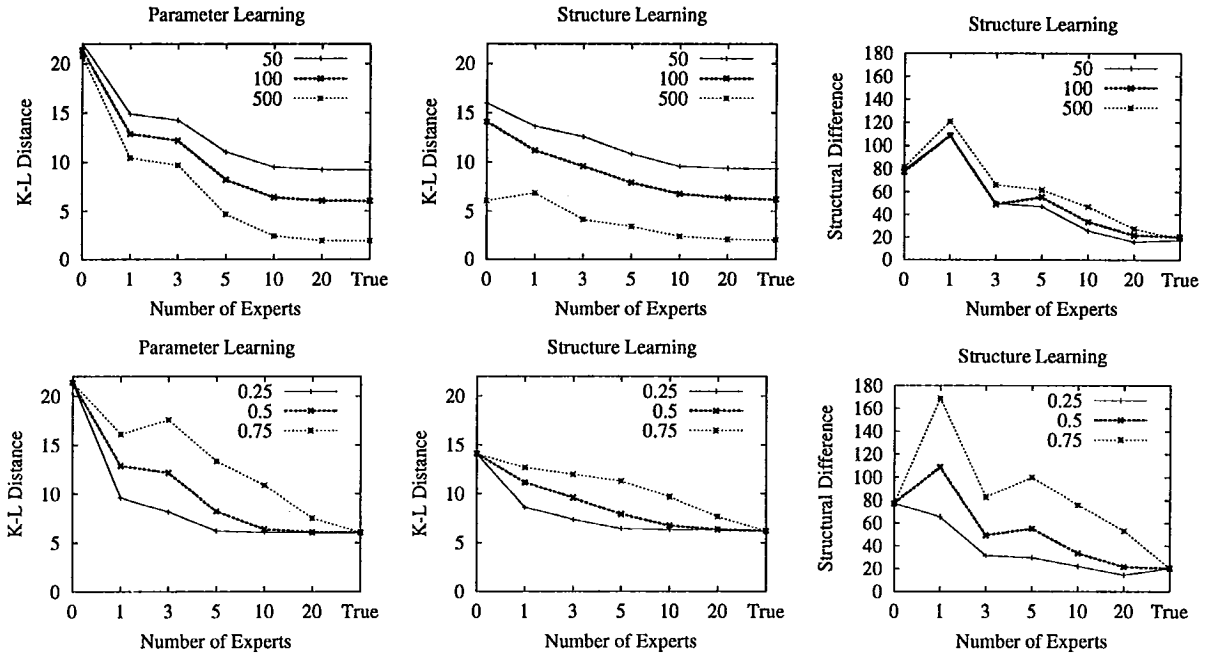 Parameter Learning
K-L Distance
20
15
10
5
0
50
100
500
0 1 3 5 10 20 True
Number of Experts
Structure Learning
K-L Distance
20
15
10
5
0
50
100
500
0 1 3 5 10 20 True
Number of Experts
Structure Learning
Structural Difference
180
160
140
120
100
80
60
40
20
0
50
100
500
0 1 3 5 10 20 True
Number of Experts
Parameter Learning
K-L Distance
20
15
10
5
0
0.25
0.5
0.75
0 1 3 5 10 20 True
Number of Experts
Structure Learning
K-L Distance
20
15
10
5
0
0.25
0.5
0.75
0 1 3 5 10 20 True
Number of Experts
Structure Learning
Structural Difference
180
160
140
120
100
80
60
40
20
0
0.25
0.5
0.75
0 1 3 5 10 20 True
Number of Experts